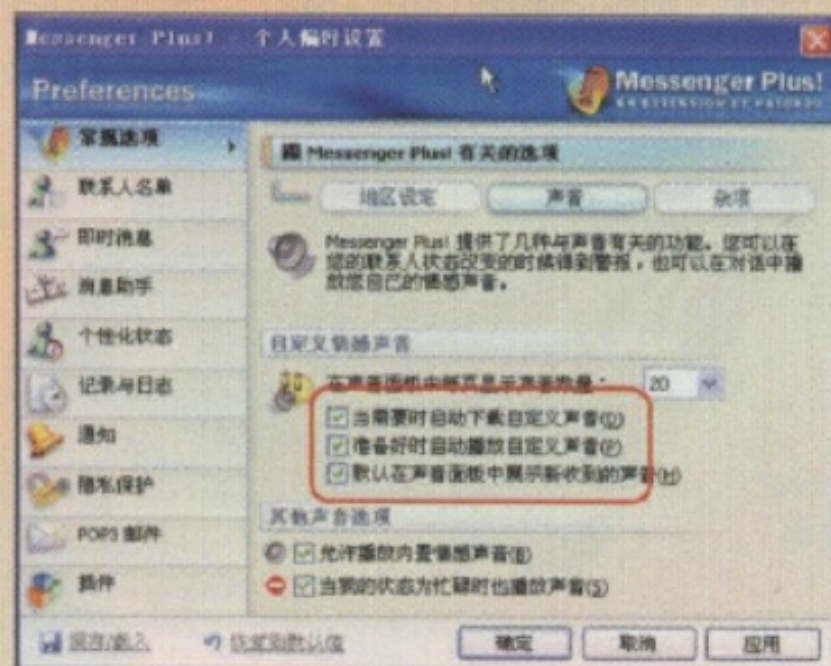 Messenger Plus! - 个人偏好设置
Preferences
Messenger Plus!
AN EXTENSION BY PATCHOU
常规选项
联系人名单
即时消息
消息助手
个性化状态
记录与日志
通知
隐私保护
POP3 邮件
插件
跟 Messenger Plus! 有关的选项
地区设定
声音
杂项
Messenger Plus! 提供了几种与声音有关的功能。您可以在
您的联系人状态改变的时候得到警报，也可以在对话中播
放您自己的情感声音。
自定义情感声音
在声音面板中每页显示声音数量：
20
当需要时自动下载自定义声音(D)
准备好时自动播放自定义声音(P)
默认在声音面板中展示新收到的声音(H)
其他声音选项
允许播放内置情感声音(B)
当我的状态为忙碌时也播放声音(S)
保存/载入
恢复到默认值
确定
取消
应用